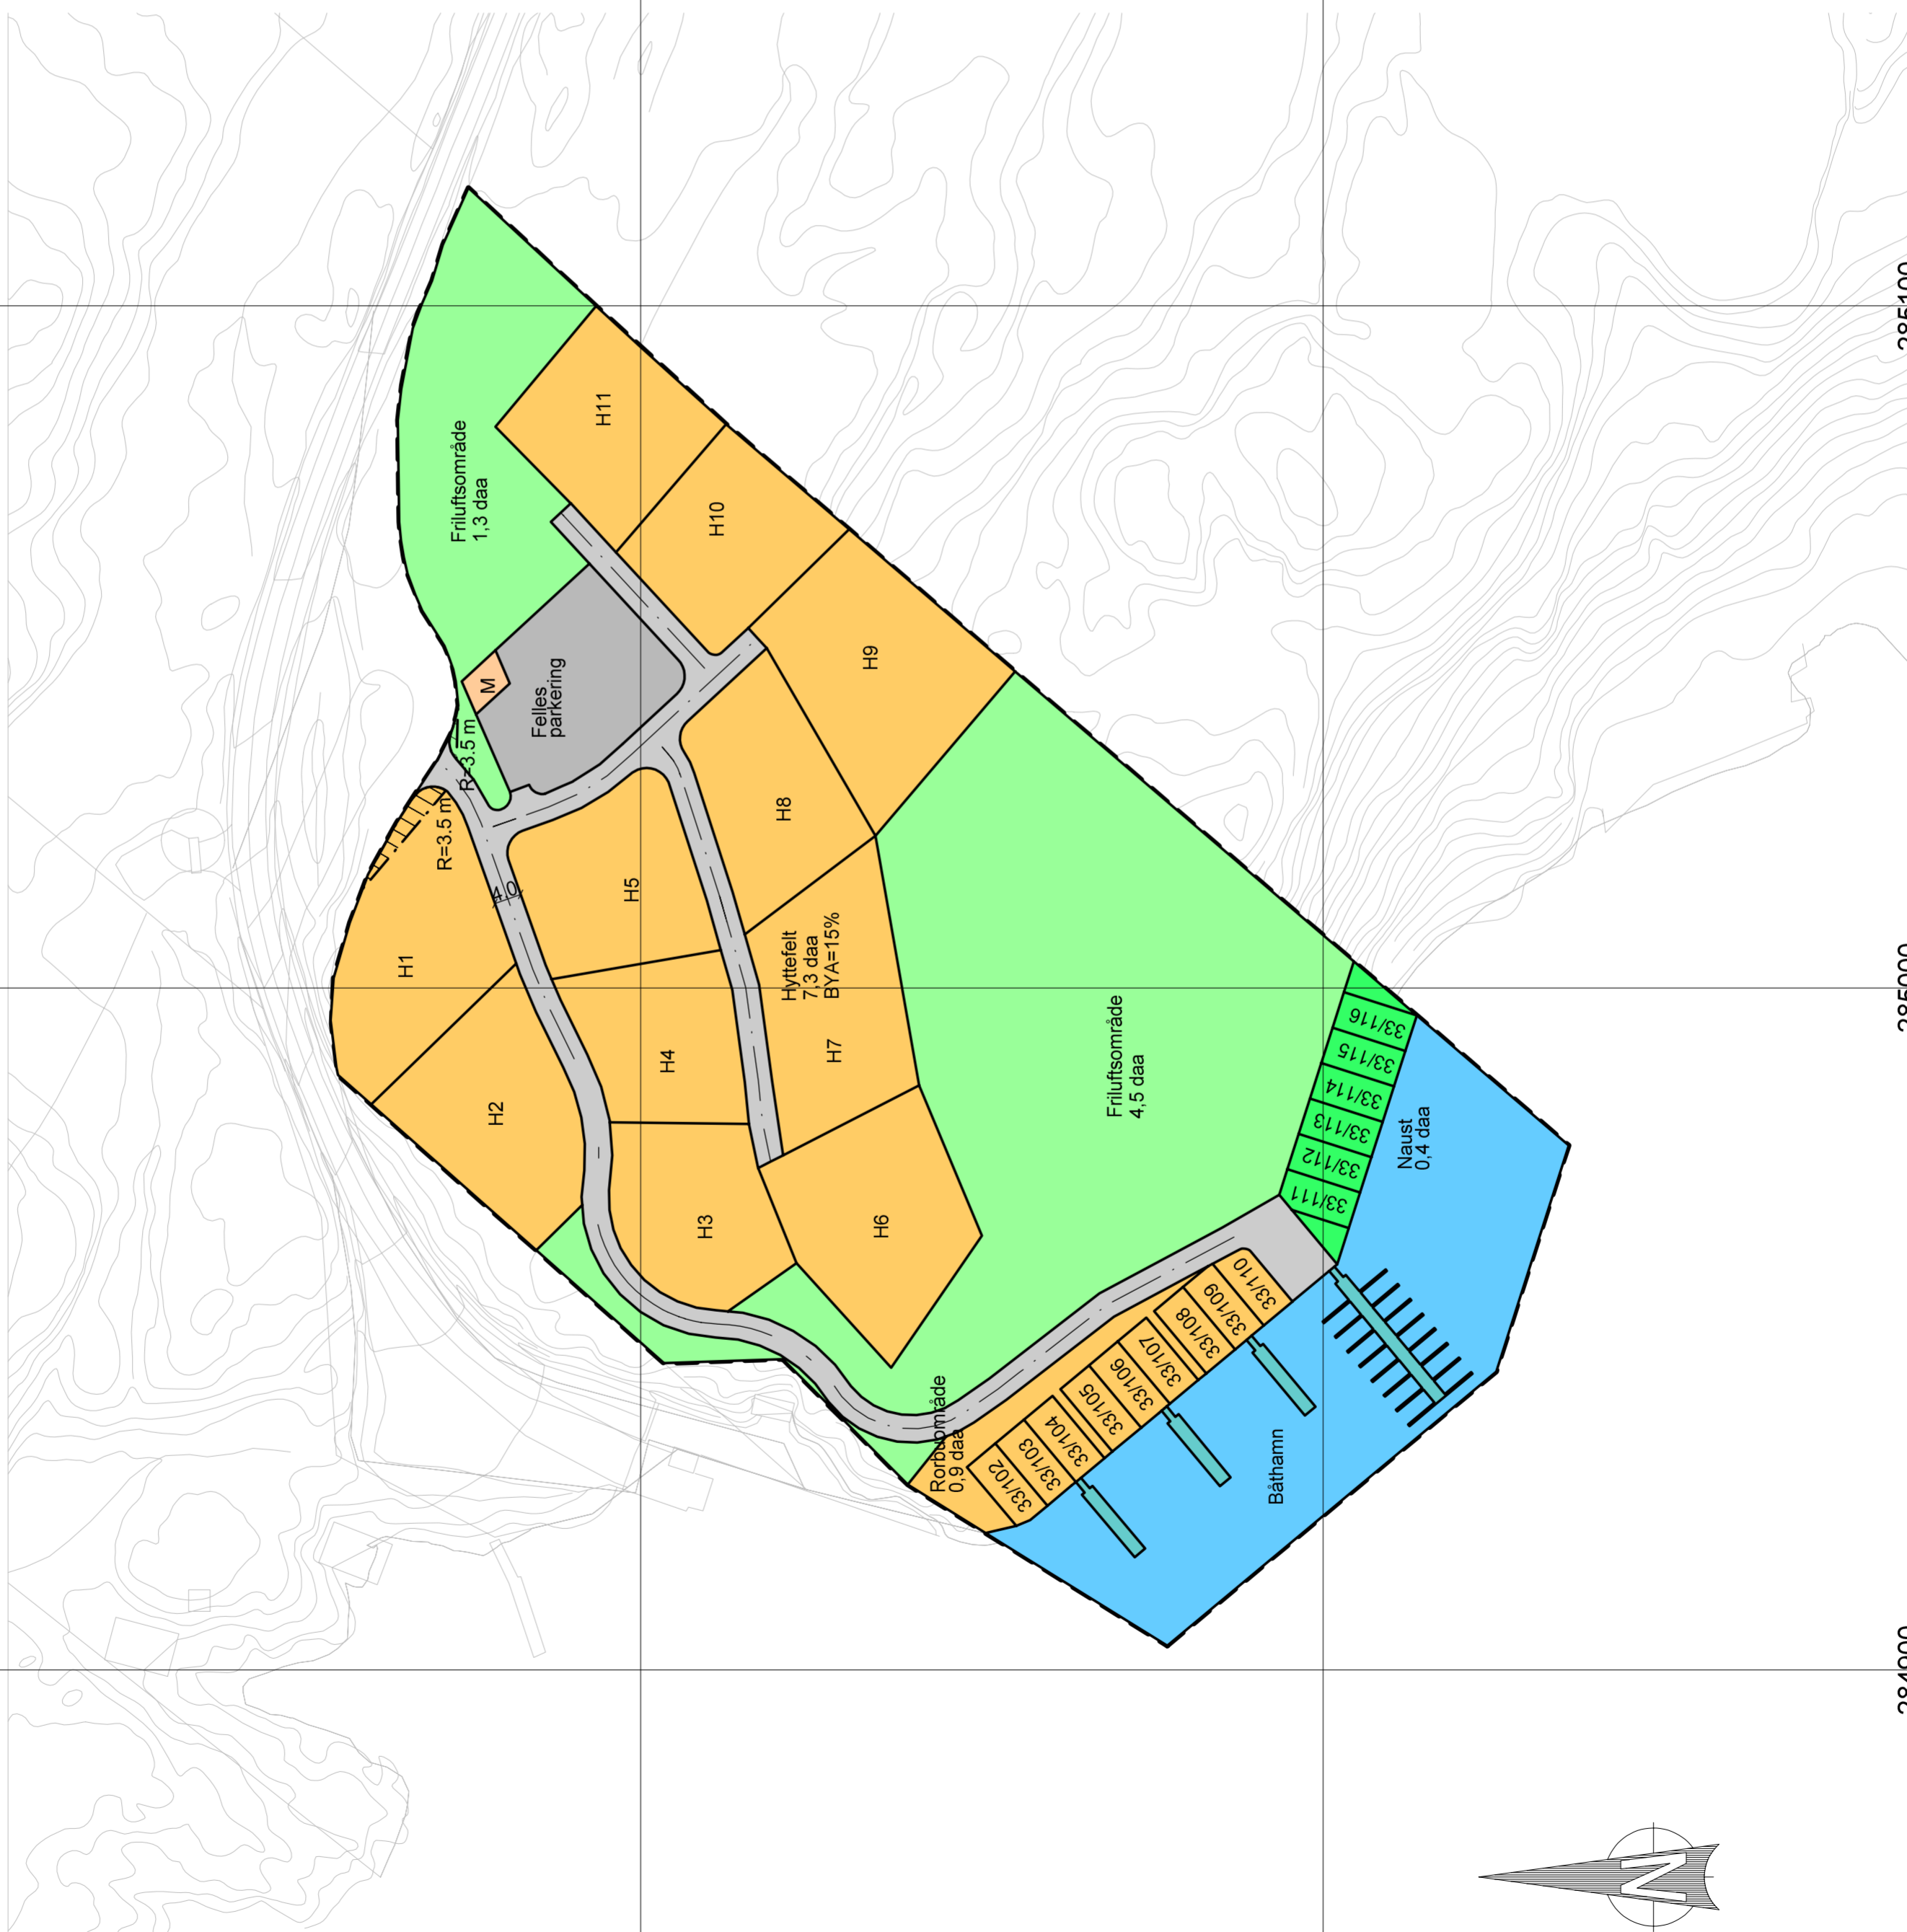 285100
H11
Friluftsområde
1,3 daa
H10
H9
M
Felles
parkering
R=3.5 m
R=3.5 m
H8
4,0
H5
H1
Hyttefelt
7,3 daa
BYA=15%
285000
H4
H7
H2
Friluftsområde
4,5 daa
33/116
33/115
33/114
33/113
33/112
33/111
Naust
0,4 daa
H3
H6
33/110
33/109
33/108
33/107
33/106
33/105
33/104
33/103
33/102
Rorbuområde
0,9 daa
Båthamn
284900
N